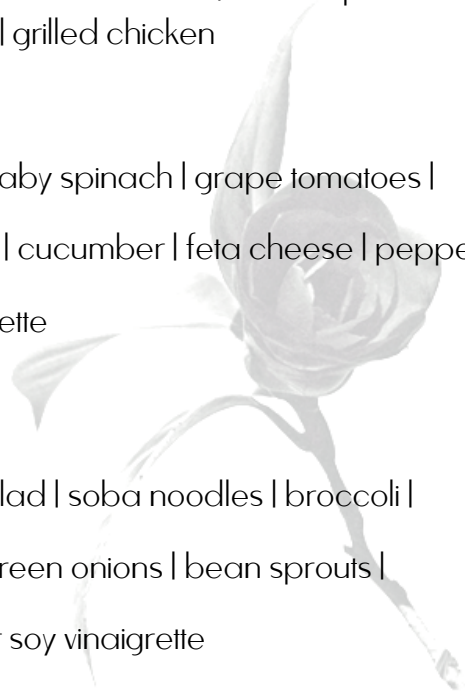 | grilled chicken
aby spinach | grape tomatoes |
| cucumber | feta cheese | peppe
ette
lad | soba noodles | broccoli |
reen onions | bean sprouts |
soy vinaigrette